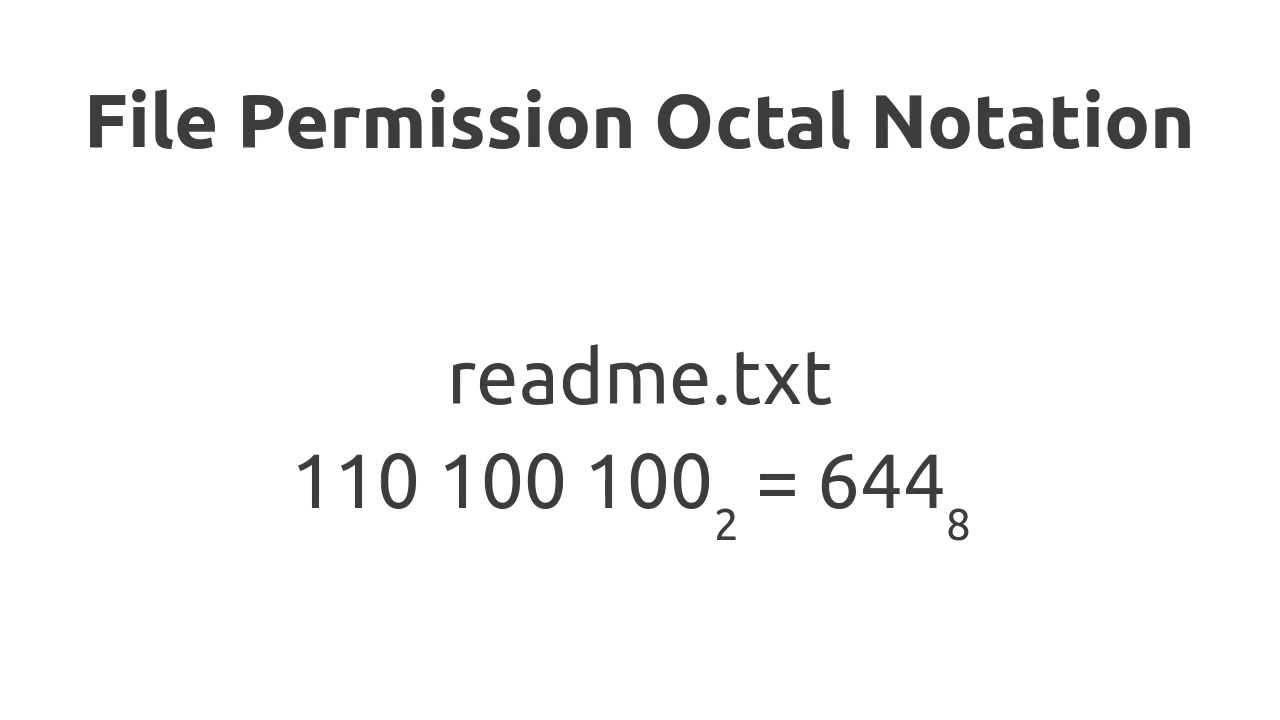 File Permission Octal Notation
readme.txt
110 100 100₂ = 644₈